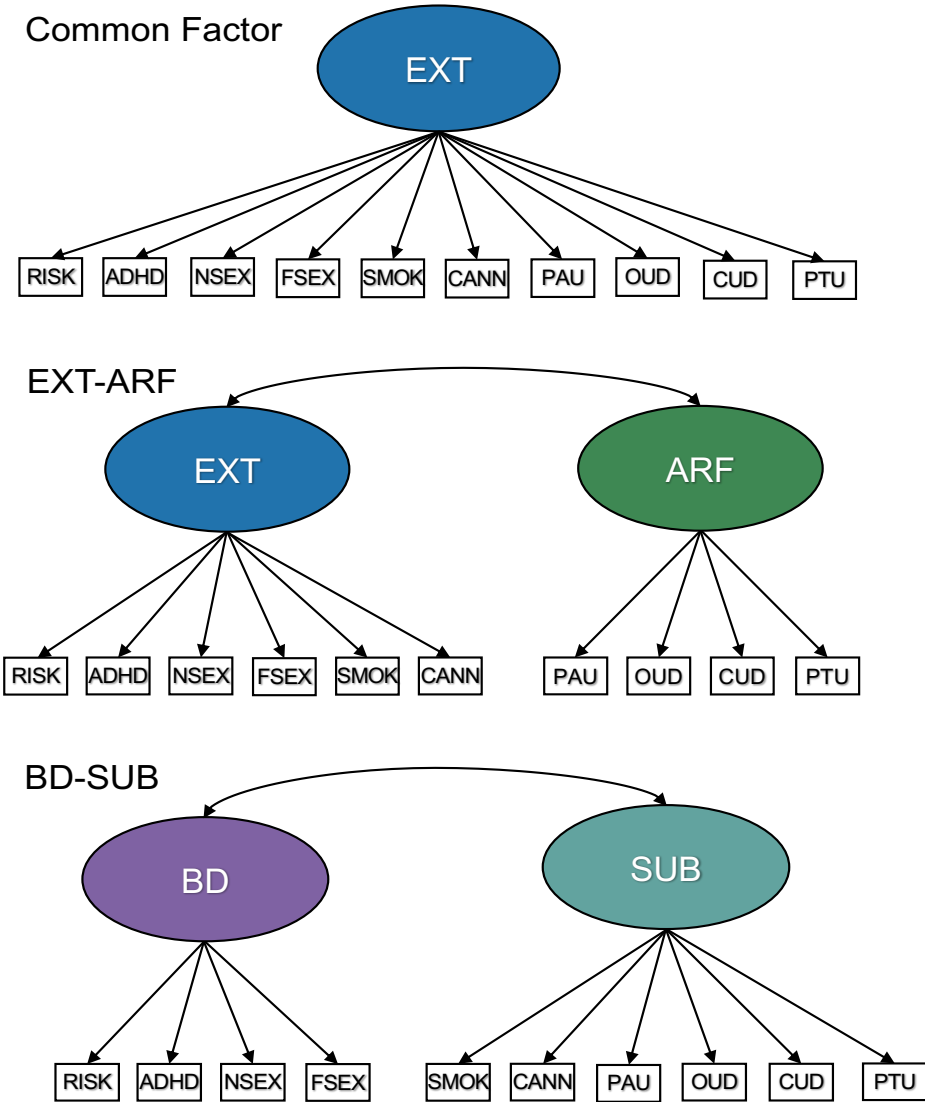 Common Factor
EXT
RISK ADHD NSEX FSEX SMOK CANN PAU OUD CUD PTU
EXT-ARF
EXT ARF
RISK ADHD NSEX FSEX SMOK CANN PAU OUD CUD PTU
BD-SUB
BD SUB
RISK ADHD NSEX FSEX SMOK CANN PAU OUD CUD PTU